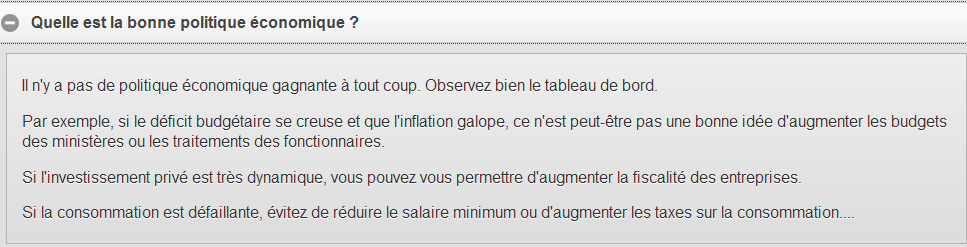 Quelle est la bonne politique économique ?
Il n'y a pas de politique économique gagnante à tout coup. Observez bien le tableau de bord.
Par exemple, si le déficit budgétaire se creuse et que l'inflation galope, ce n'est peut-être pas une bonne idée d'augmenter les budgets
des ministères ou les traitements des fonctionnaires.
Si l'investissement privé est très dynamique, vous pouvez vous permettre d'augmenter la fiscalité des entreprises.
Si la consommation est défaillante, évitez de réduire le salaire minimum ou d'augmenter les taxes sur la consommation....